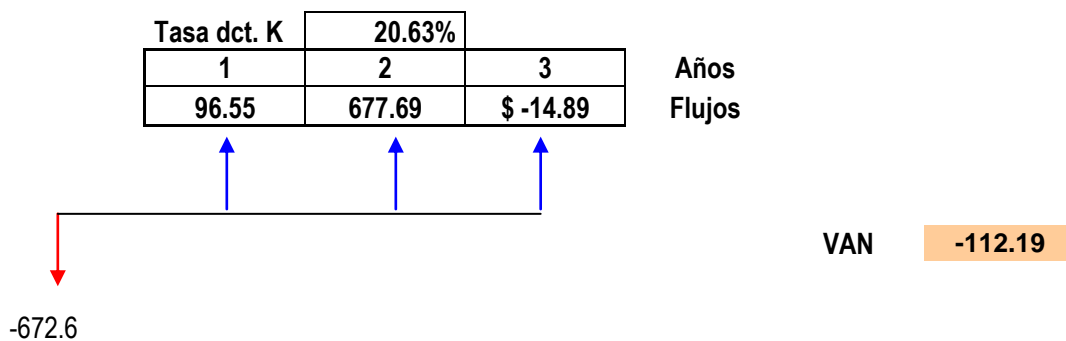 Tasa dct. K 20.63%
1 2 3 Años
96.55 677.69 $ -14.89 Flujos
VAN -112.19
-672.6